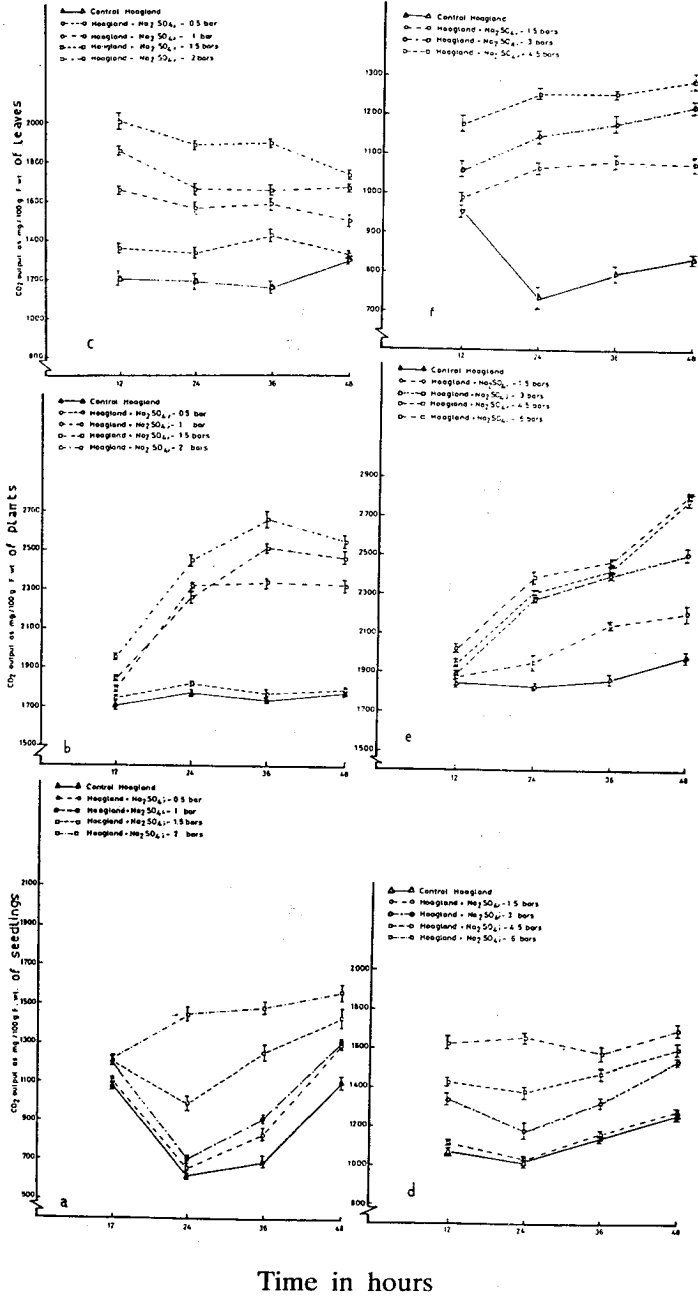 Control Hoagland
Hoagland + Na2SO4, - 0.5 bar
Hoagland + Na2SO4, - 1 bar
Hoagland + Na2SO4, - 1.5 bars
Hoagland + Na2SO4, - 2 bars
CO2 output as mg/100g F. wt. of leaves
2000
1800
1600
1400
1200
1000
800
c
12
24
36
48
Control Hoagland
Hoagland + Na2SO4, - 1.5 bars
Hoagland + Na2SO4, - 3 bars
Hoagland + Na2SO4, - 4.5 bars
1300
1200
1100
1000
900
800
700
f
12
24
36
48
Control Hoagland
Hoagland + Na2SO4, - 0.5 bar
Hoagland + Na2SO4, - 1 bar
Hoagland + Na2SO4, - 1.5 bars
Hoagland + Na2SO4, - 2 bars
CO2 output as mg/100g F. wt. of plants
2700
2500
2300
2100
1900
1700
1500
b
12
24
36
48
Control Hoagland
Hoagland + Na2SO4, - 1.5 bars
Hoagland + Na2SO4, - 3 bars
Hoagland + Na2SO4, - 4.5 bars
Hoagland + Na2SO4, - 6 bars
2900
2700
2500
2300
2100
1900
1700
1500
e
12
24
36
48
Control Hoagland
Hoagland + Na2SO4; - 0.5 bar
Hoagland + Na2SO4; - 1 bar
Hoagland + Na2SO4; - 1.5 bars
Hoagland + Na2SO4; - 2 bars
CO2 output as mg/100g F. wt. of seedlings
2100
1900
1700
1500
1300
1100
900
700
500
a
12
24
36
48
Control Hoagland
Hoagland + Na2SO4, - 1.5 bars
Hoagland + Na2SO4; - 3 bars
Hoagland + Na2SO4; - 4.5 bars
Hoagland + Na2SO4; - 6 bars
2000
1800
1600
1400
1200
1000
800
d
12
24
36
48
Time in hours